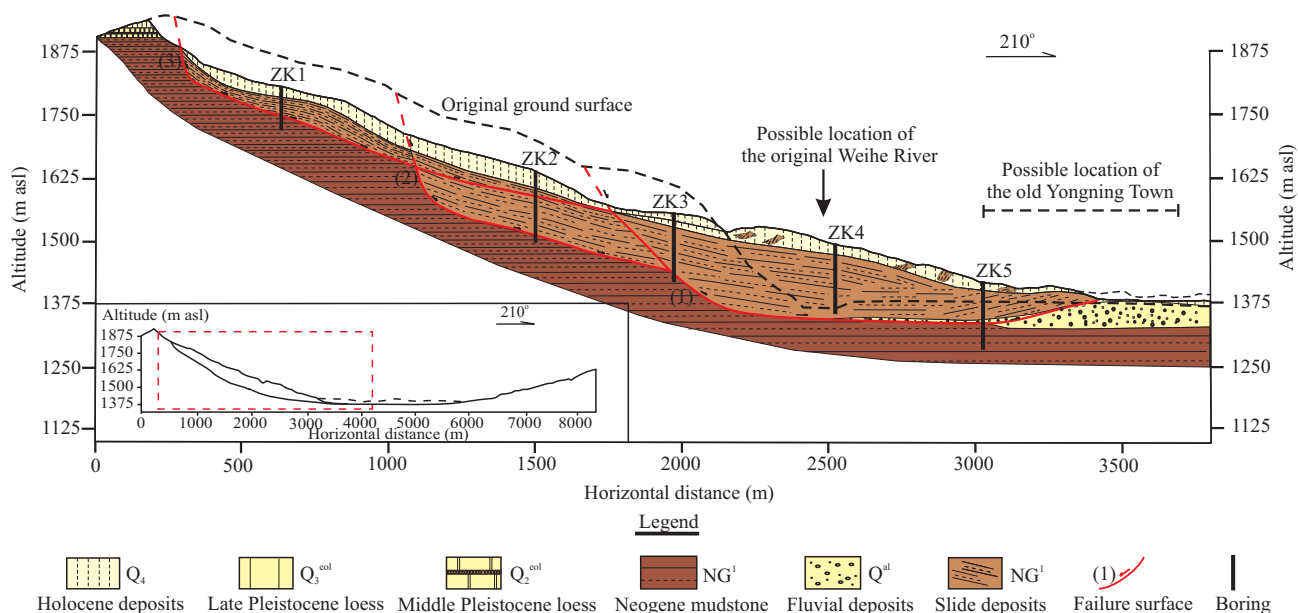 210°
1875
1750
1625
1500
1375
1250
1125
Altitude (m asl)
1875
1750
1625
1500
1375
1250
1125
Altitude (m asl)
(3)
ZK1
Original ground surface
(2)
ZK2
Possible location of
the original Weihe River
Possible location of
the old Yongning Town
ZK3
ZK4
ZK5
(1)
Altitude (m asl)
210°
1875
1750
1625
1500
1375
0 1000 2000 3000 4000 5000 6000 7000 8000
Horizontal distance (m)
0 500 1000 1500 2000 2500 3000 3500
Horizontal distance (m)
Legend
Q4
Holocene deposits
Q3 eol
Late Pleistocene loess
Q2 eol
Middle Pleistocene loess
NG1
Neogene mudstone
Qal
Fluvial deposits
NG1
Slide deposits
(1)
Failure surface
Boring